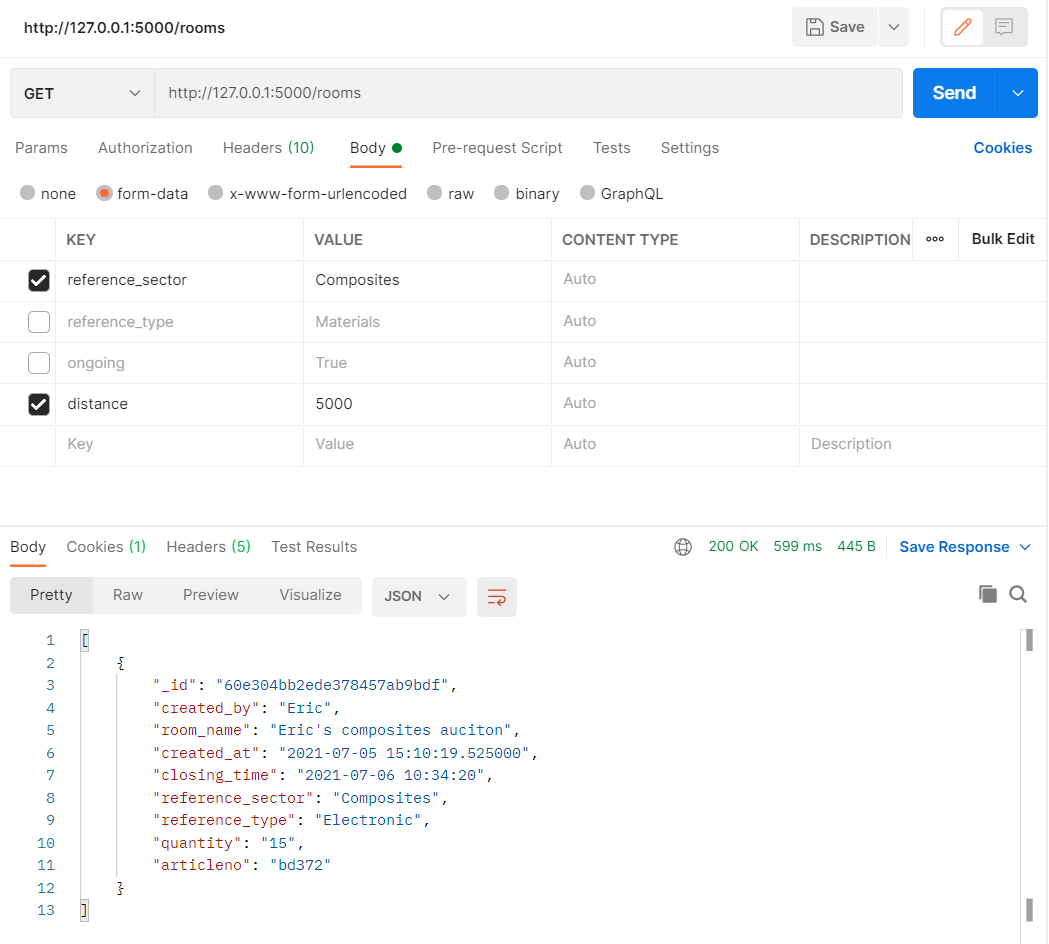 http://127.0.0.1:5000/rooms Save
GET http://127.0.0.1:5000/rooms Send
Params Authorization Headers (10) Body Pre-request Script Tests Settings Cookies
none form-data x-www-form-urlencoded raw binary GraphQL
KEY VALUE CONTENT TYPE DESCRIPTION ooo Bulk Edit
reference_sector Composites Auto
reference_type Materials Auto
ongoing True Auto
distance 5000 Auto
Key Value Auto Description
Body Cookies (1) Headers (5) Test Results 200 OK 599 ms 445 B Save Response
Pretty Raw Preview Visualize JSON
1 [
2 {
3 "_id": "60e304bb2ede378457ab9bdf",
4 "created_by": "Eric",
5 "room_name": "Eric's composites auciton",
6 "created_at": "2021-07-05 15:10:19.525000",
7 "closing_time": "2021-07-06 10:34:20",
8 "reference_sector": "Composites",
9 "reference_type": "Electronic",
10 "quantity": "15",
11 "articleno": "bd372"
12 }
13 ]